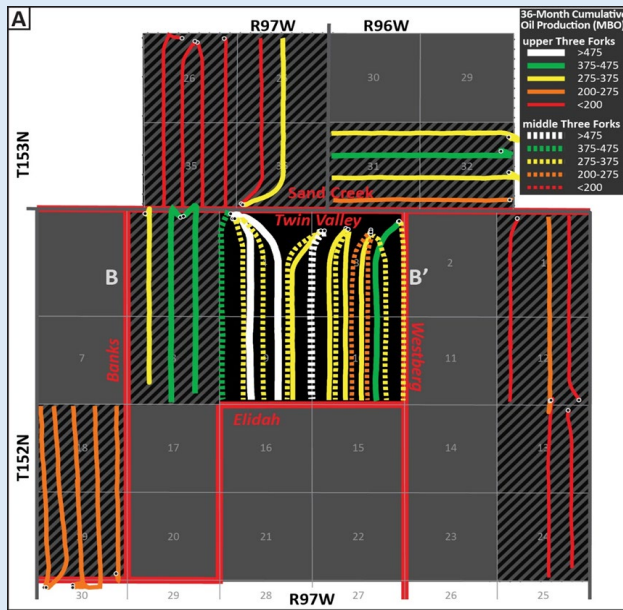 A
R97W
R96W
36-Month Cumulative
Oil Production (MBO)
upper Three Forks
>475
375-475
275-375
200-275
<200
middle Three Forks
>475
375-475
275-375
200-275
<200
T153N
26
30
29
35
31
32
Sand Creek
Twin Valley
B
B'
2
1
7
9
11
12
Banks
Westberg
Elidah
T152N
18
17
16
15
14
13
19
20
21
22
23
24
30
29
28
27
26
25
R97W